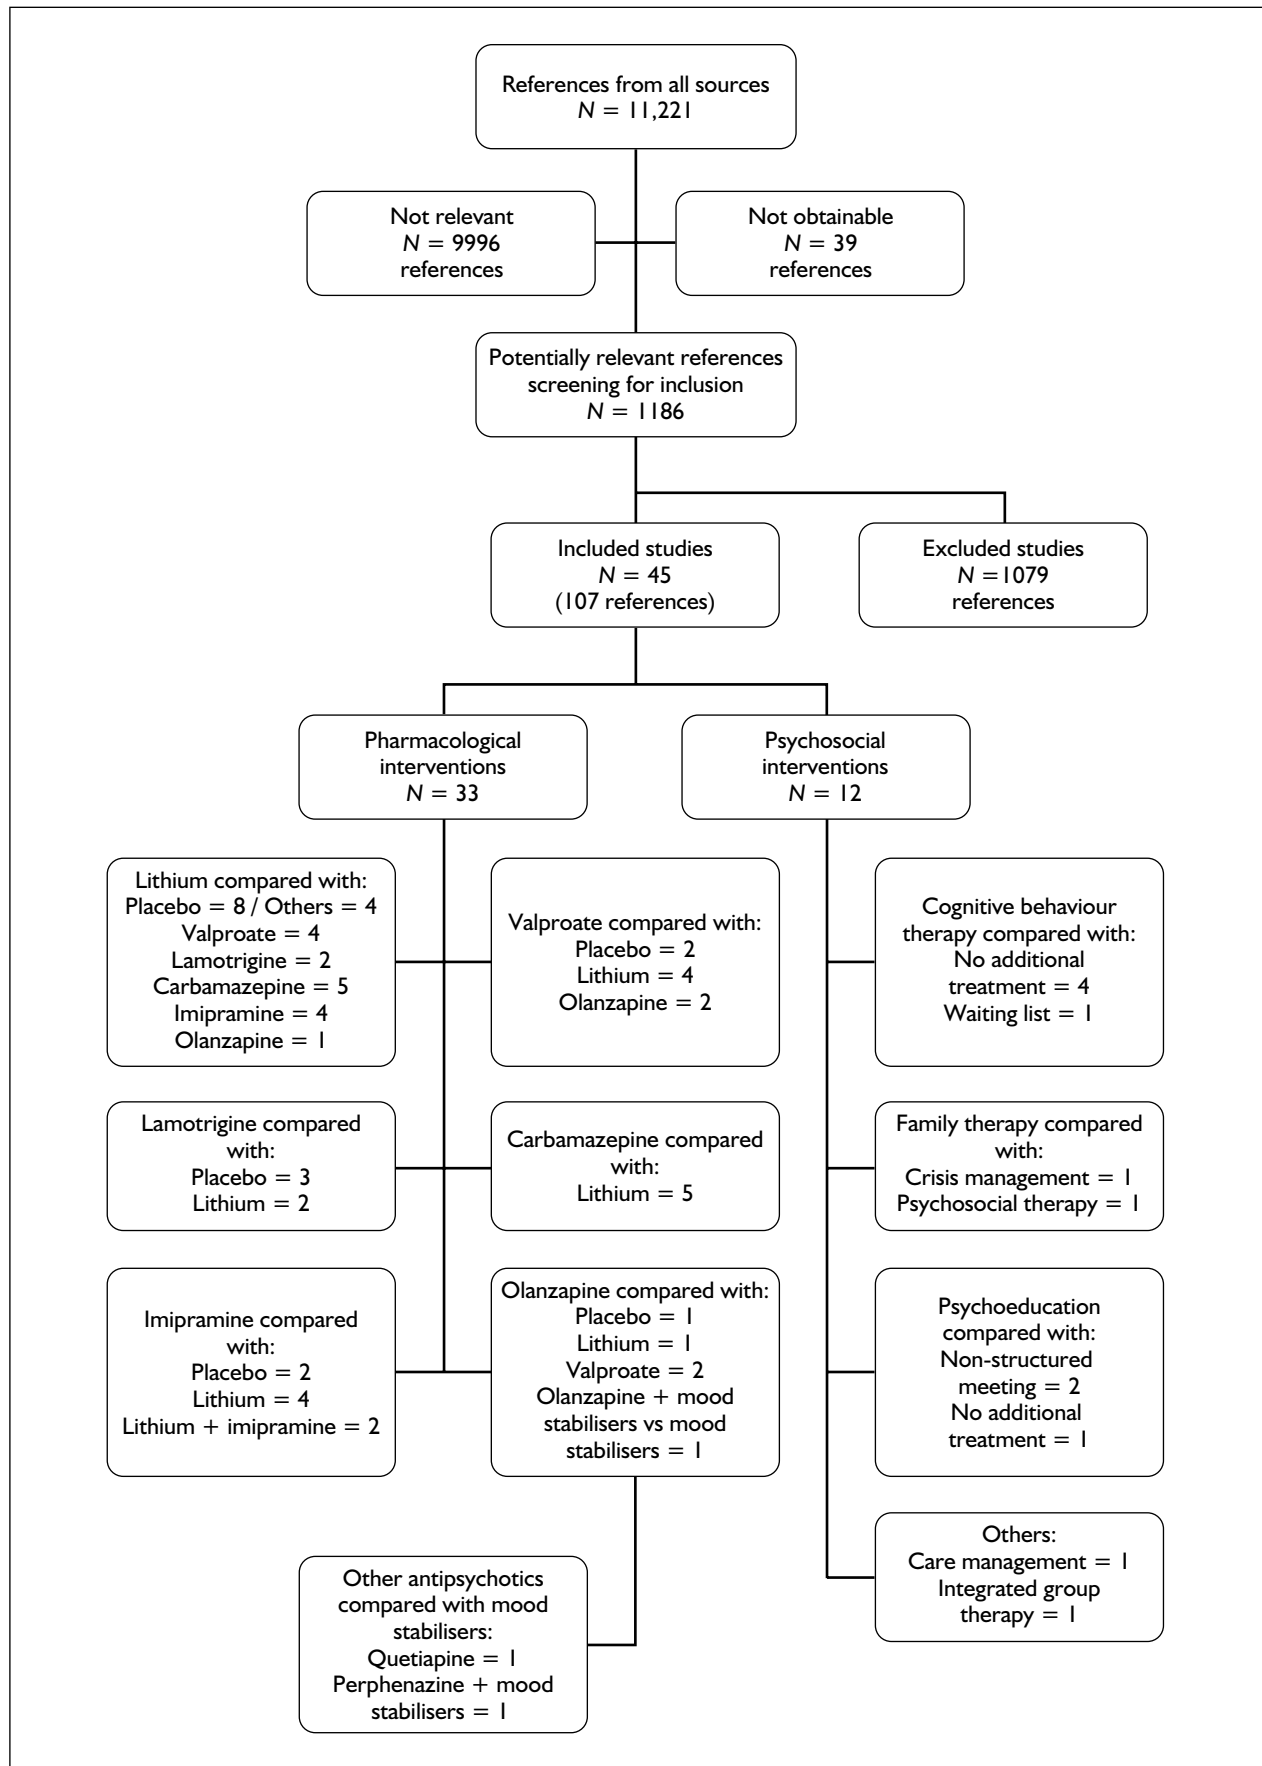 References from all sources
N = 11,221
Not relevant
N = 9996
references
Not obtainable
N = 39
references
Potentially relevant references
screening for inclusion
N = 1186
Included studies
N = 45
(107 references)
Excluded studies
N =1079
references
Pharmacological
interventions
N = 33
Psychosocial
interventions
N = 12
Lithium compared with:
Placebo = 8 / Others = 4
Valproate = 4
Lamotrigine = 2
Carbamazepine = 5
Imipramine = 4
Olanzapine = 1
Valproate compared with:
Placebo = 2
Lithium = 4
Olanzapine = 2
Cognitive behaviour
therapy compared with:
No additional
treatment = 4
Waiting list = 1
Lamotrigine compared
with:
Placebo = 3
Lithium = 2
Carbamazepine compared
with:
Lithium = 5
Family therapy compared
with:
Crisis management = 1
Psychosocial therapy = 1
Imipramine compared
with:
Placebo = 2
Lithium = 4
Lithium + imipramine = 2
Olanzapine compared with:
Placebo = 1
Lithium = 1
Valproate = 2
Olanzapine + mood
stabilisers vs mood
stabilisers = 1
Psychoeducation
compared with:
Non-structured
meeting = 2
No additional
treatment = 1
Others:
Care management = 1
Integrated group
therapy = 1
Other antipsychotics
compared with mood
stabilisers:
Quetiapine = 1
Perphenazine + mood
stabilisers = 1